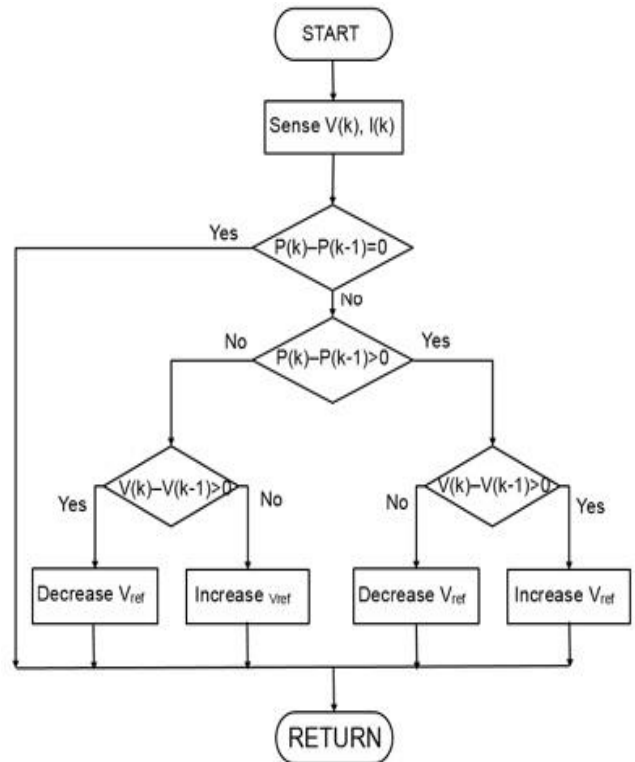 START
Sense V(k), I(k)
Yes
P(k)–P(k-1)=0
No
No
P(k)–P(k-1)>0
Yes
V(k)–V(k-1)>0
V(k)–V(k-1)>0
Yes
No
No
Yes
Decrease Vref
Increase Vref
Decrease Vref
Increase Vref
RETURN